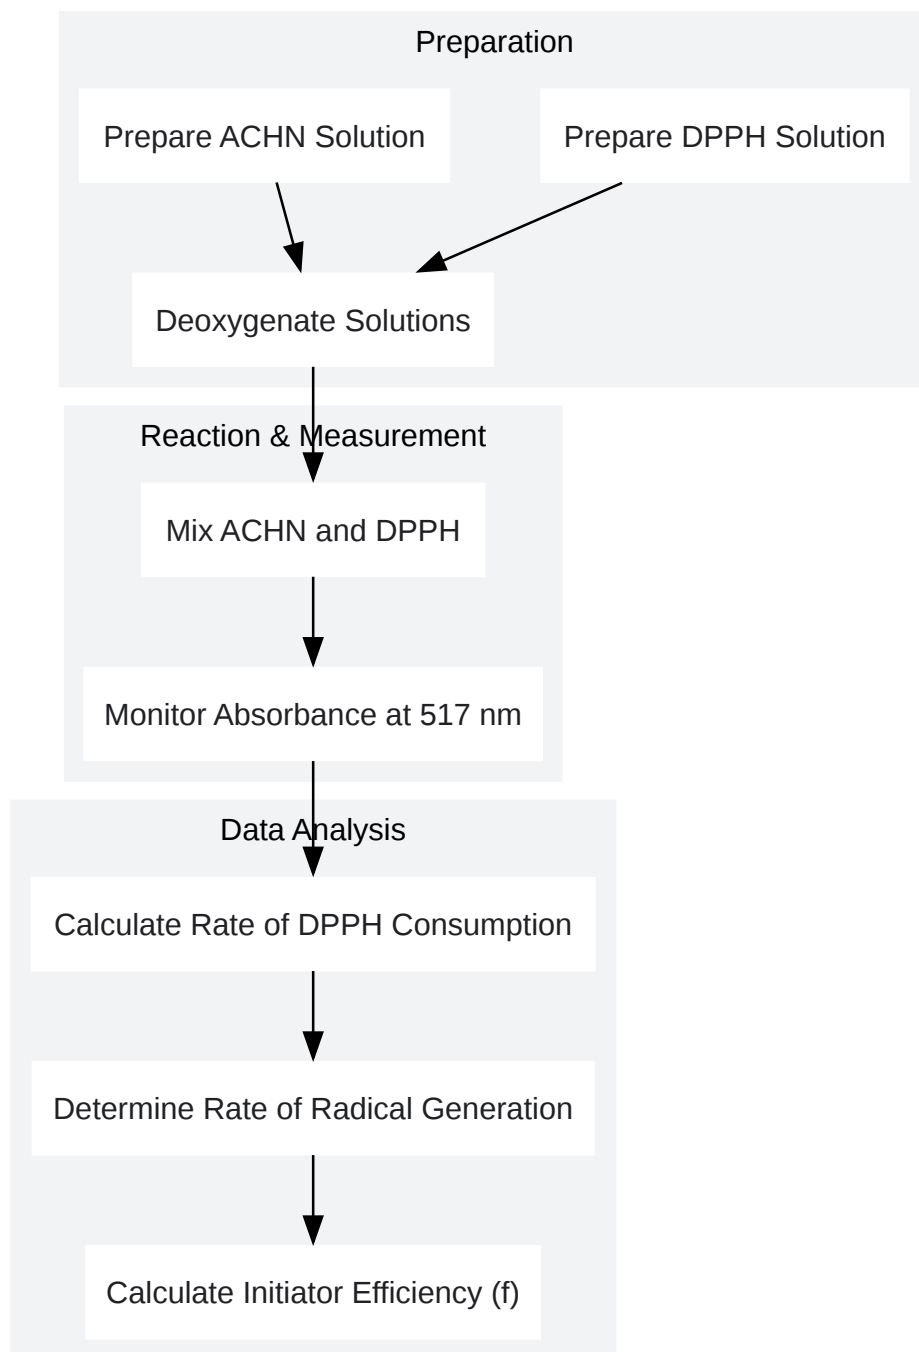 Preparation
Prepare ACHN Solution
Prepare DPPH Solution
Deoxygenate Solutions
Reaction & Measurement
Mix ACHN and DPPH
Monitor Absorbance at 517 nm
Data Analysis
Calculate Rate of DPPH Consumption
Determine Rate of Radical Generation
Calculate Initiator Efficiency (f)